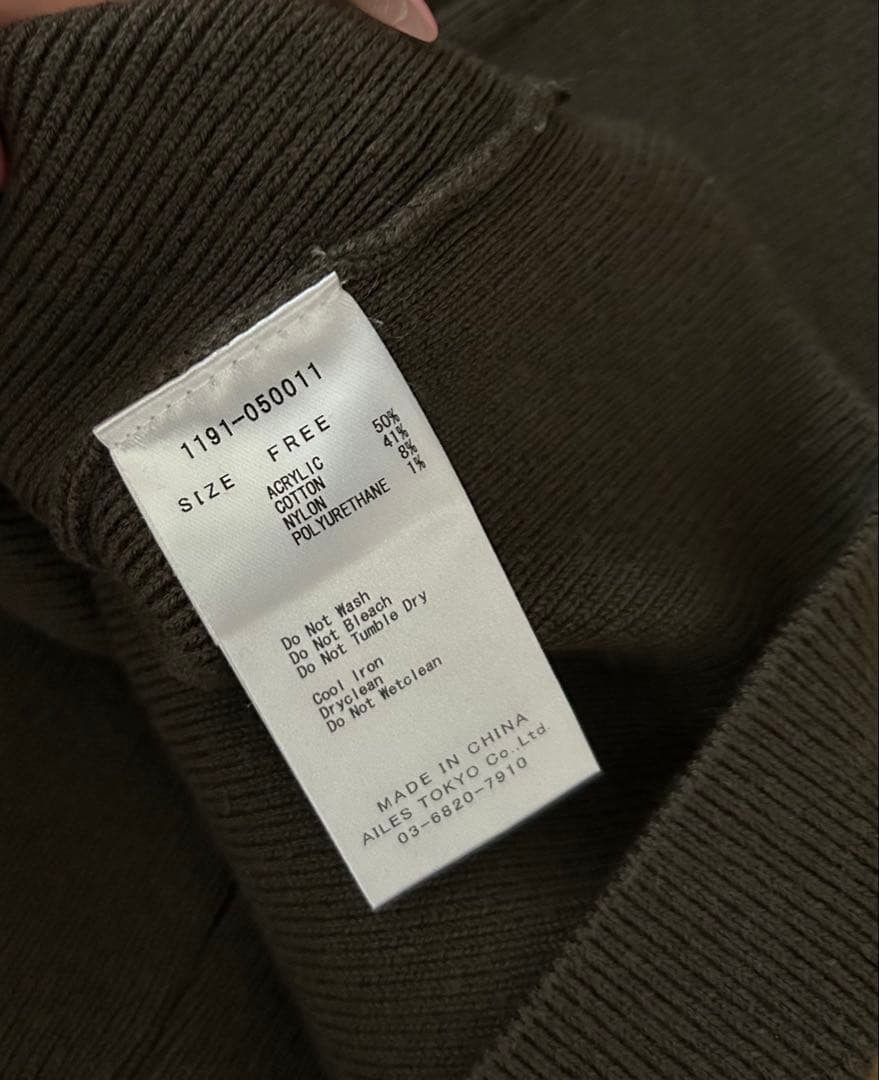 1191-050011
SIZE FREE
ACRYLIC 50%
COTTON 41%
NYLON 8%
POLYURETHANE 1%
Do Not Wash
Do Not Bleach
Do Not Tumble Dry
Cool Iron
Dryclean
Do Not Wetclean
MADE IN CHINA
AILES TOKYO Co.,Ltd.
03-6820-7910